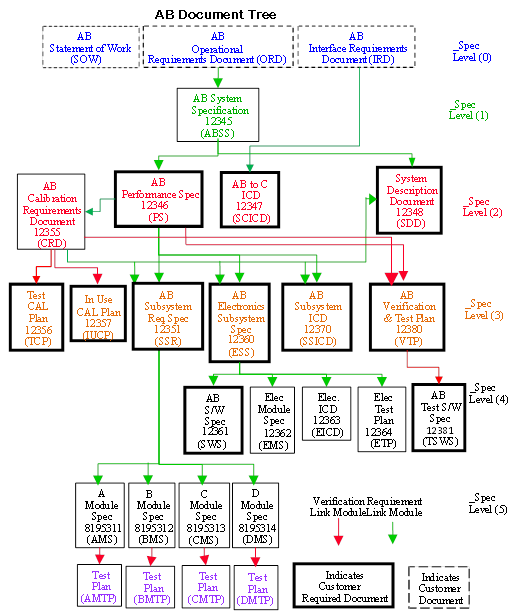 AB Document Tree
AB
Statement of Work
(SOW)
AB
Operational
Requirements Document (ORD)
AB
Interface Requirements
Document (IRD)
_Spec
Level (0)
AB System
Specification
12345
(ABSS)
_Spec
Level (1)
AB
Calibration
Requirements
Document
12355
(CRD)
AB
Performance Spec
12346
(PS)
AB to C
ICD
12347
(SCICD)
System
Description
Document
12348
(SDD)
_Spec
Level (2)
Test
CAL
Plan
12356
(TCP)
In Use
CAL Plan
12357
(IUCP)
AB
Subsystem
Req Spec
12351
(SSR)
AB
Electronics
Subsystem
Spec
12360
(ESS)
AB
Subsystem
ICD
12370
(SSICD)
AB
Verification
& Test Plan
12380
(VTP)
_Spec
Level (3)
AB
S/W
Spec
12361
(SWS)
Elec
Module
Spec
12362
(EMS)
Elec.
ICD
12363
(EICD)
Elec
Test
Plan
12364
(ETP)
AB
Test S/W
Spec
12381
(TSWS)
_Spec
Level (4)
A
Module
Spec
8195311
(AMS)
B
Module
Spec
8195312
(BMS)
C
Module
Spec
8195313
(CMS)
D
Module
Spec
8195314
(DMS)
_Spec
Level (5)
Verification Requirement
Link Module Link Module
Test
Plan
(AMTP)
Test
Plan
(BMTP)
Test
Plan
(CMTP)
Test
Plan
(DMTP)
Indicates
Customer
Required Document
Indicates
Customer
Document